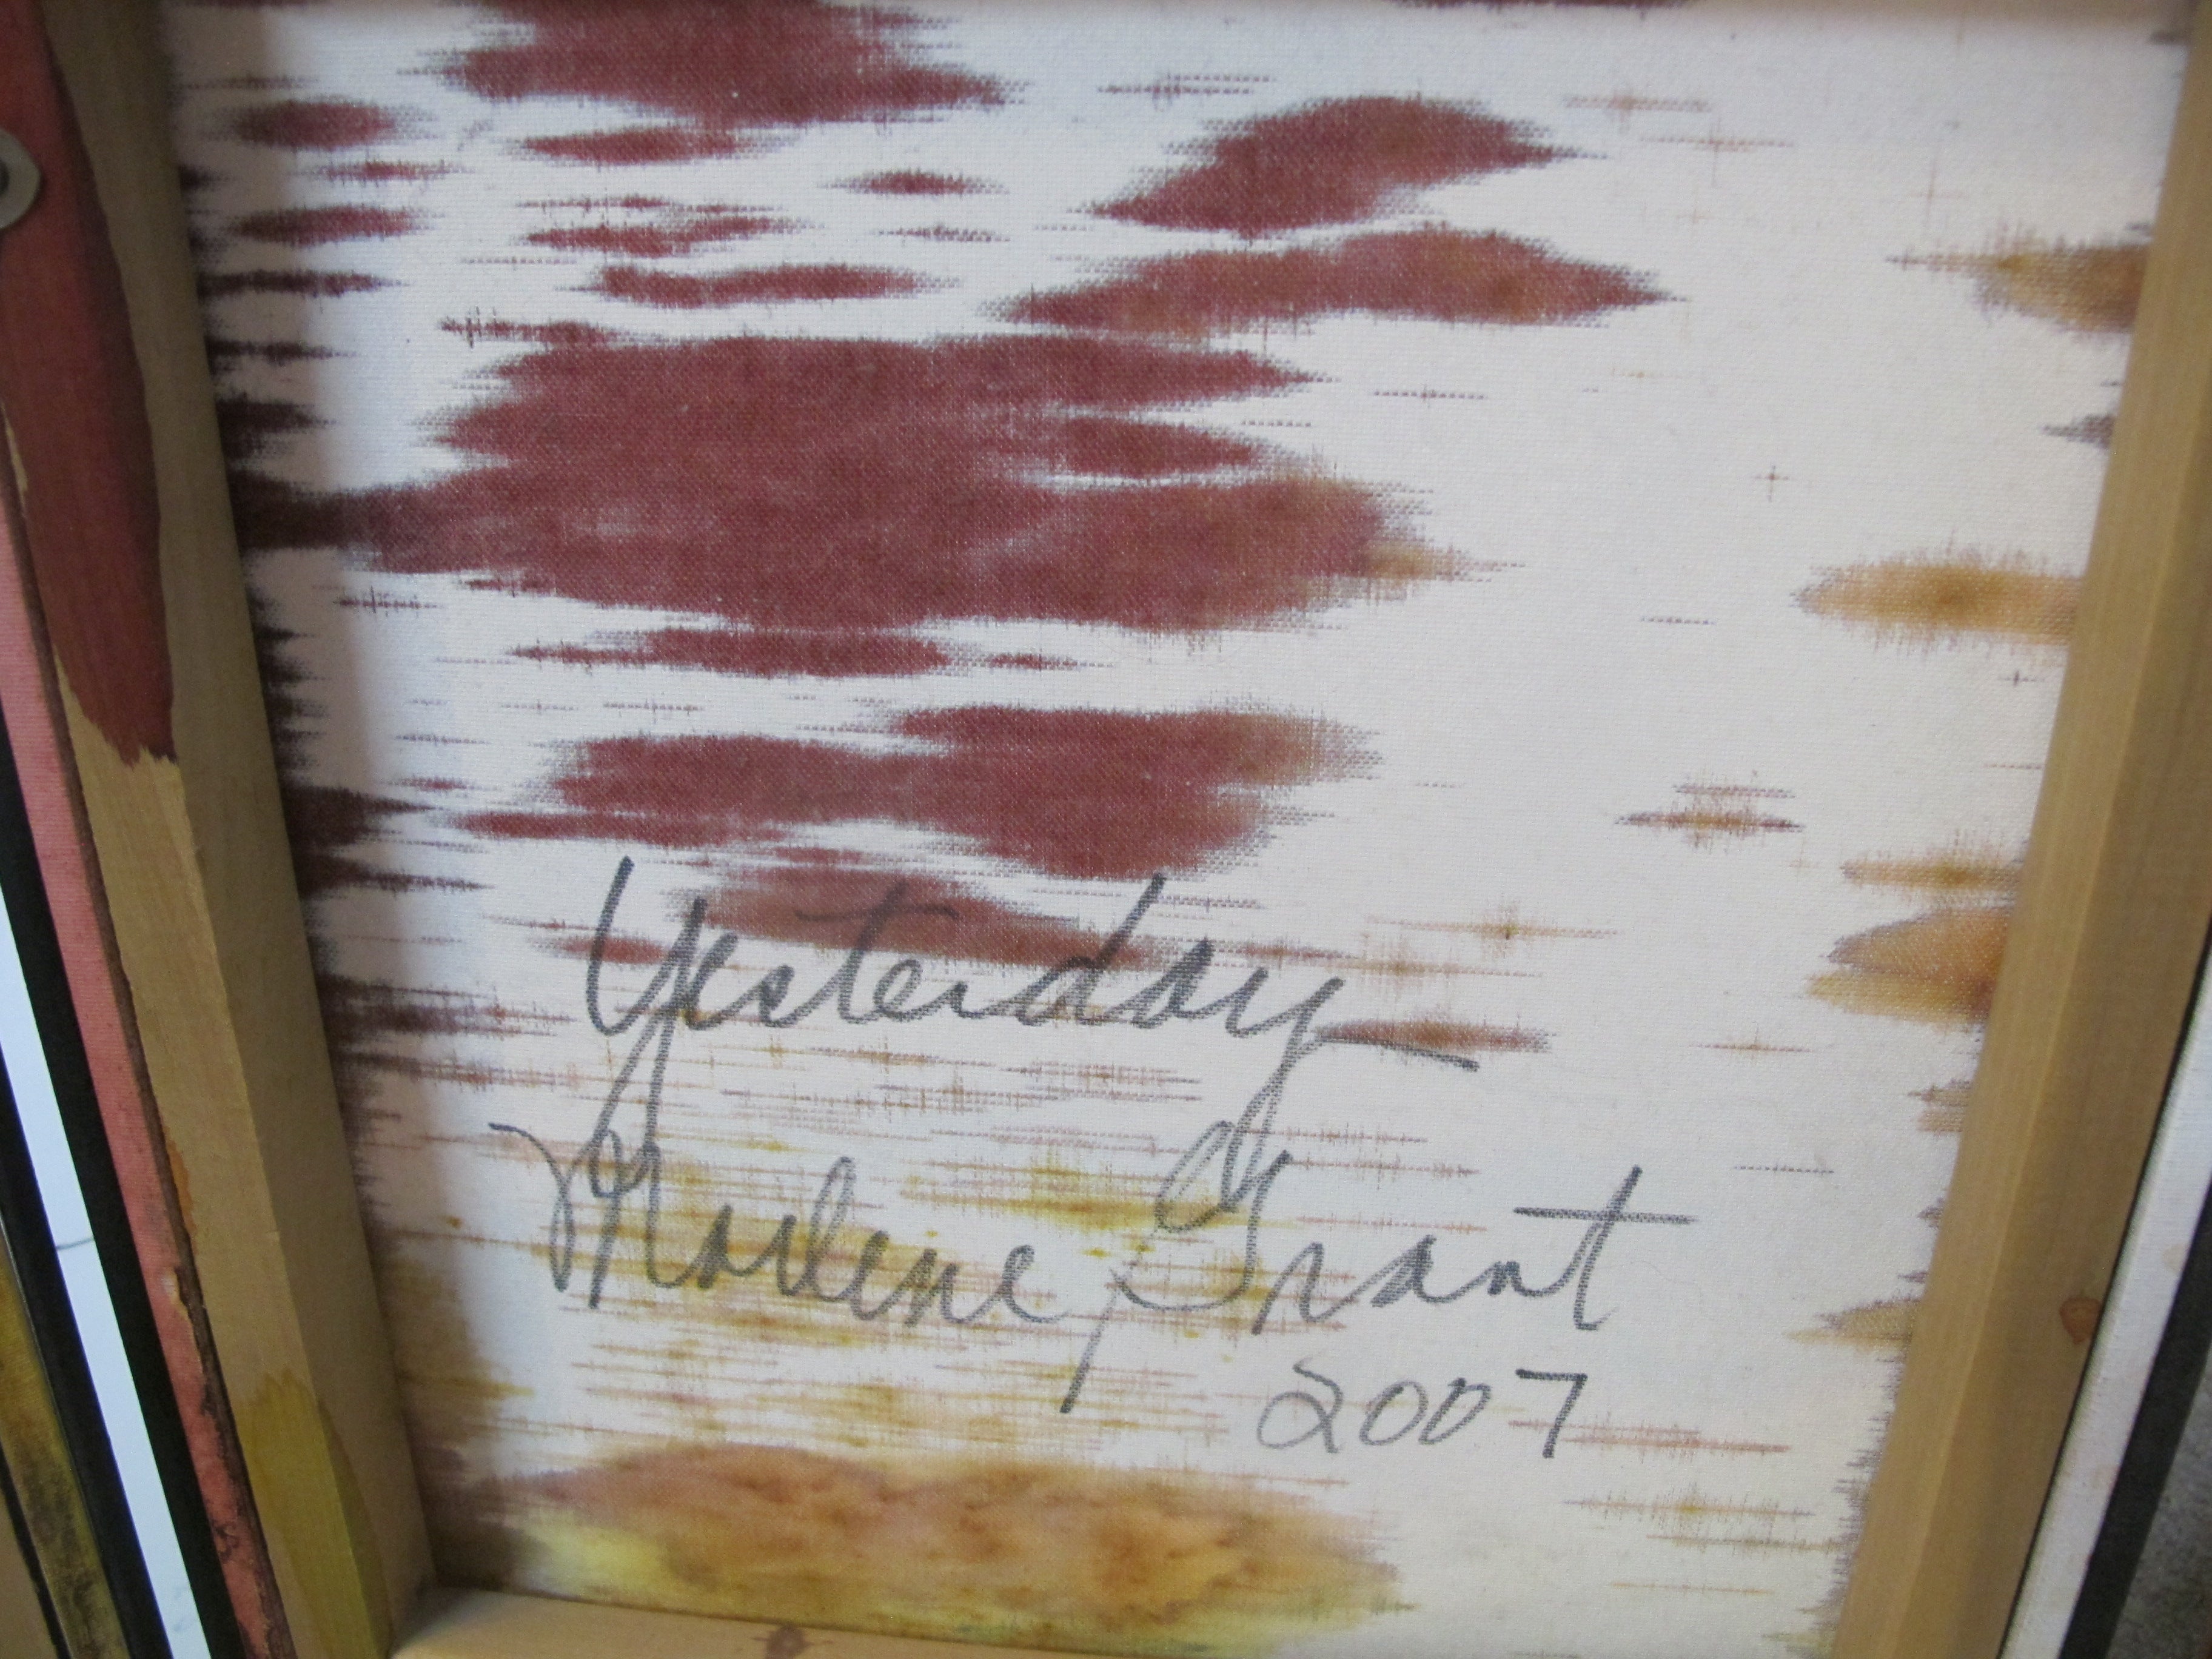 Yesterday
Marlene Grant
2007